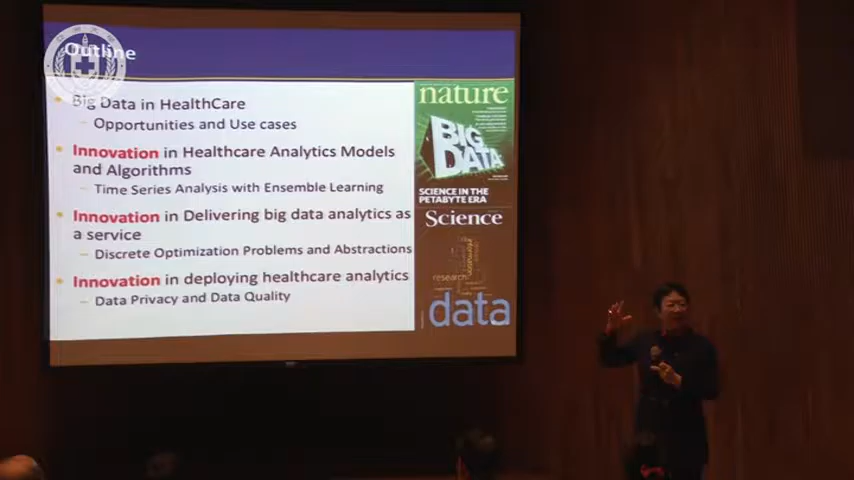 Outline
Big Data in HealthCare
– Opportunities and Use cases
Innovation in Healthcare Analytics Models
and Algorithms
– Time Series Analysis with Ensemble Learning
Innovation in Delivering big data analytics as
a service
– Discrete Optimization Problems and Abstractions
Innovation in deploying healthcare analytics
– Data Privacy and Data Quality
nature
BIG
DATA
SCIENCE IN THE
PETABYTE ERA
Science
information
research
data